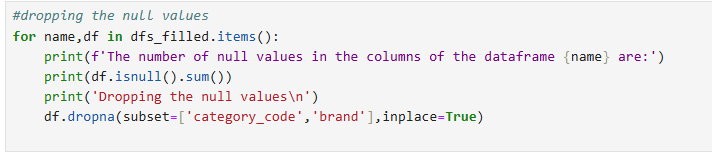 #dropping the null values
for name,df in dfs_filled.items():
    print(f'The number of null values in the columns of the dataframe {name} are:')
    print(df.isnull().sum())
    print('Dropping the null values\n')
    df.dropna(subset=['category_code','brand'],inplace=True)